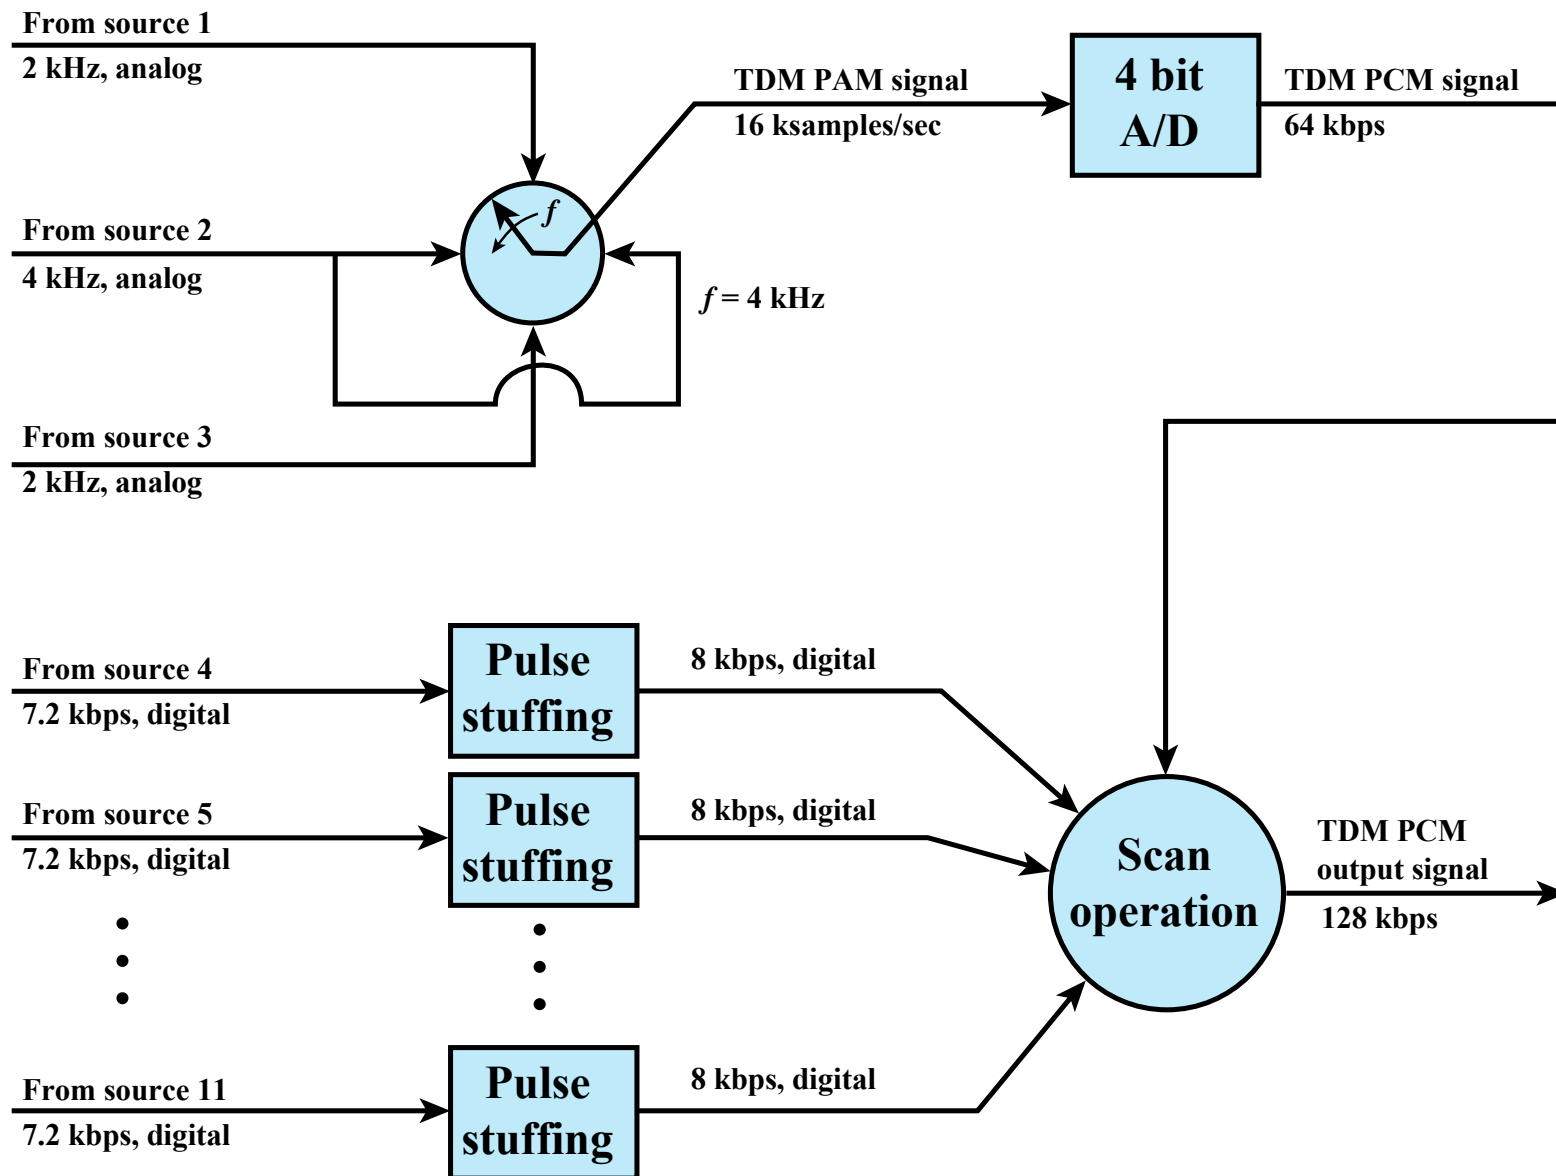 From source 1
2 kHz, analog
TDM PAM signal
16 ksamples/sec
4 bit
A/D
TDM PCM signal
64 kbps
From source 2
4 kHz, analog
f
f = 4 kHz
From source 3
2 kHz, analog
From source 4
7.2 kbps, digital
Pulse
stuffing
8 kbps, digital
From source 5
7.2 kbps, digital
Pulse
stuffing
8 kbps, digital
Scan
operation
TDM PCM
output signal
128 kbps
From source 11
7.2 kbps, digital
Pulse
stuffing
8 kbps, digital